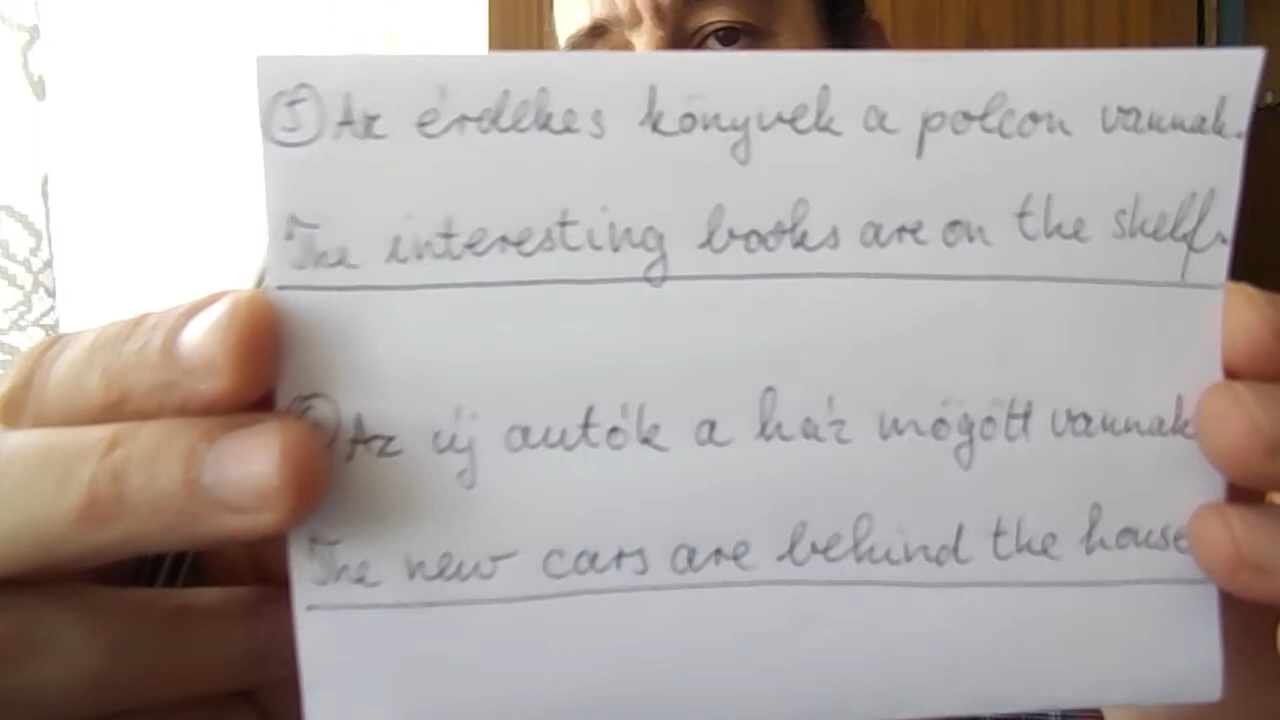 ⑤ Az érdekes könyvek a polcon vannak.
The interesting books are on the shelf.
Az új autók a ház mögött vannak
The new cars are behind the house